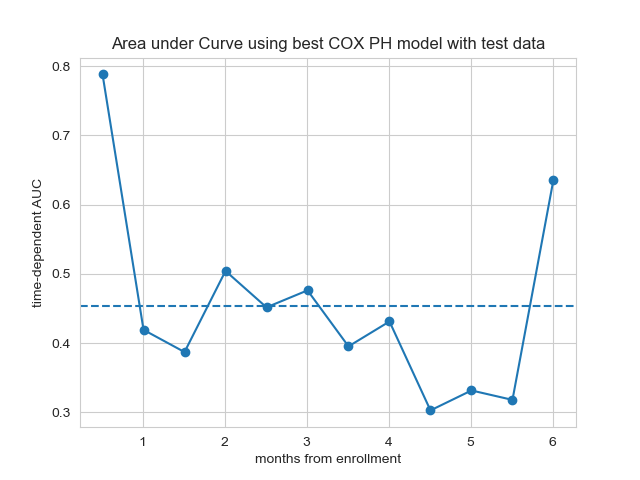 Area under Curve using best COX PH model with test data
time-dependent AUC
0.8
0.7
0.6
0.5
0.4
0.3
1 2 3 4 5 6
months from enrollment